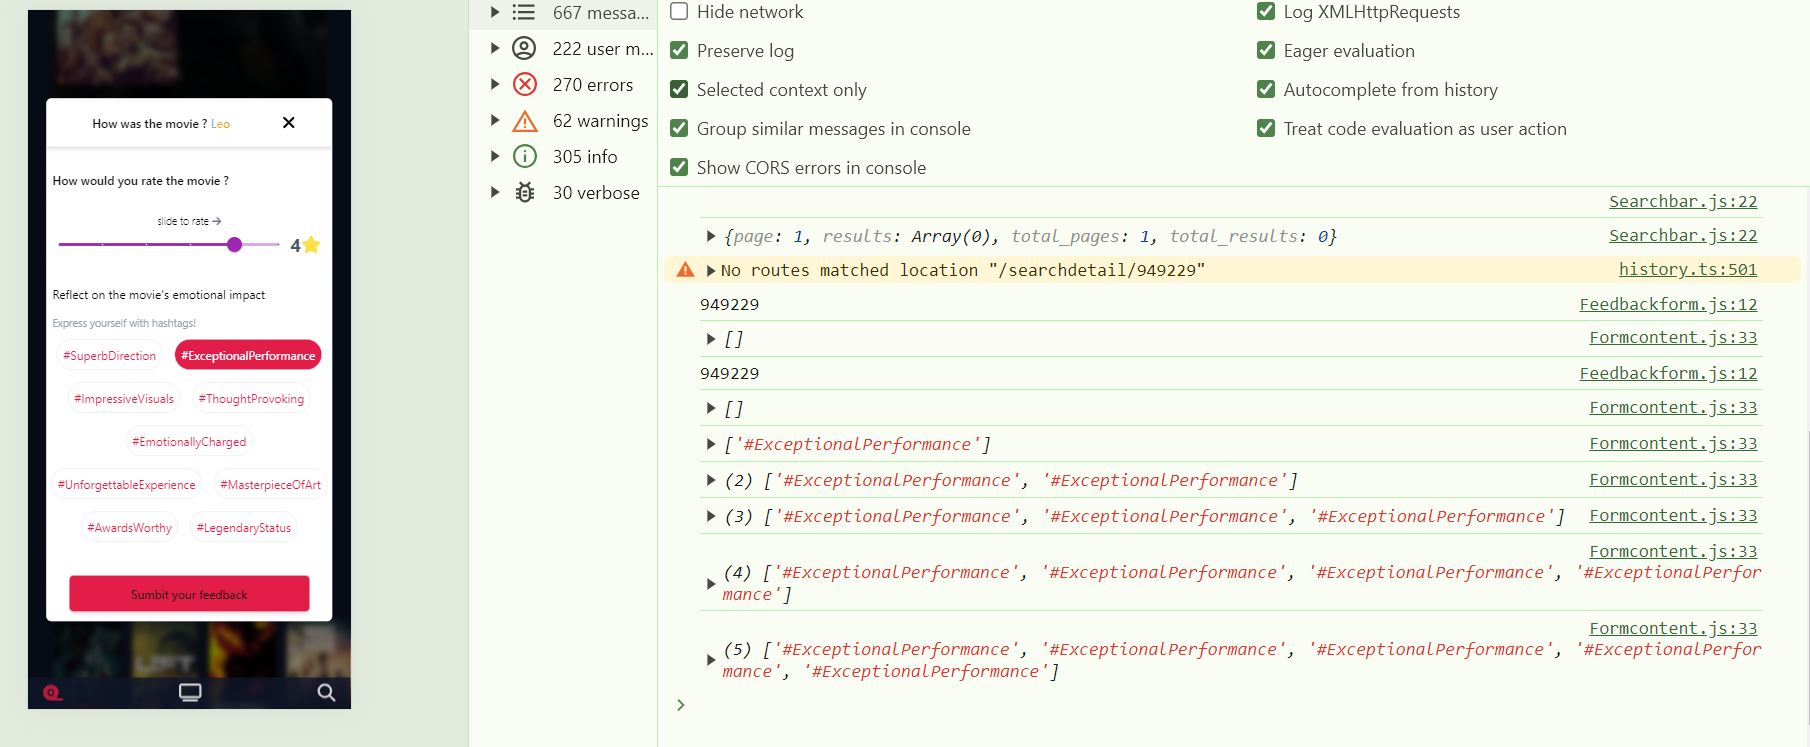 How was the movie ? Leo
How would you rate the movie ?
slide to rate →
4
Reflect on the movie's emotional impact
Express yourself with hashtags!
#SuperbDirection #ExceptionalPerformance
#ImpressiveVisuals #ThoughtProvoking
#EmotionallyCharged
#UnforgettableExperience #MasterpieceOfArt
#AwardsWorthy #LegendaryStatus
Sumbit your feedback
667 messa...
222 user m...
270 errors
62 warnings
305 info
30 verbose
Hide network
Log XMLHttpRequests
Preserve log
Eager evaluation
Selected context only
Autocomplete from history
Group similar messages in console
Treat code evaluation as user action
Show CORS errors in console
Searchbar.js:22
{page: 1, results: Array(0), total_pages: 1, total_results: 0} Searchbar.js:22
No routes matched location "/searchdetail/949229" history.ts:501
949229 Feedbackform.js:12
[] Formcontent.js:33
949229 Feedbackform.js:12
[] Formcontent.js:33
['#ExceptionalPerformance'] Formcontent.js:33
(2) ['#ExceptionalPerformance', '#ExceptionalPerformance'] Formcontent.js:33
(3) ['#ExceptionalPerformance', '#ExceptionalPerformance', '#ExceptionalPerformance'] Formcontent.js:33
Formcontent.js:33
(4) ['#ExceptionalPerformance', '#ExceptionalPerformance', '#ExceptionalPerformance', '#ExceptionalPerfor
mance']
Formcontent.js:33
(5) ['#ExceptionalPerformance', '#ExceptionalPerformance', '#ExceptionalPerformance', '#ExceptionalPerfor
mance', '#ExceptionalPerformance']